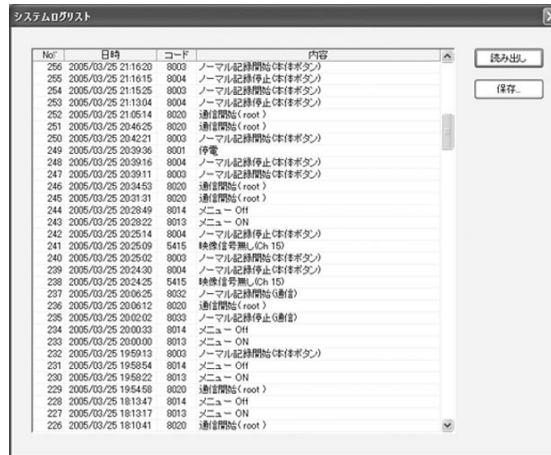 システムログリスト
No. 日時 コード 内容
256 2005/03/25 21:16:20 8003 ノーマル記録開始(本体ボタン)
255 2005/03/25 21:16:15 8004 ノーマル記録停止(本体ボタン)
254 2005/03/25 21:15:25 8003 ノーマル記録開始(本体ボタン)
253 2005/03/25 21:13:04 8004 ノーマル記録停止(本体ボタン)
252 2005/03/25 21:05:14 8020 通信開始(root)
251 2005/03/25 20:46:25 8020 通信開始(root)
250 2005/03/25 20:42:21 8003 ノーマル記録開始(本体ボタン)
249 2005/03/25 20:39:36 8001 停電
248 2005/03/25 20:39:16 8004 ノーマル記録停止(本体ボタン)
247 2005/03/25 20:39:11 8003 ノーマル記録開始(本体ボタン)
246 2005/03/25 20:34:53 8020 通信開始(root)
245 2005/03/25 20:31:31 8020 通信開始(root)
244 2005/03/25 20:28:49 8014 メニュー Off
243 2005/03/25 20:28:22 8013 メニュー ON
242 2005/03/25 20:25:14 8004 ノーマル記録停止(本体ボタン)
241 2005/03/25 20:25:09 5415 映像信号無し(Ch 15)
240 2005/03/25 20:25:02 8003 ノーマル記録開始(本体ボタン)
239 2005/03/25 20:24:30 8004 ノーマル記録停止(本体ボタン)
238 2005/03/25 20:24:25 5415 映像信号無し(Ch 15)
237 2005/03/25 20:06:25 8032 ノーマル記録開始(通信)
236 2005/03/25 20:06:12 8020 通信開始(root)
235 2005/03/25 20:02:02 8033 ノーマル記録停止(通信)
234 2005/03/25 20:00:33 8014 メニュー Off
233 2005/03/25 20:00:00 8013 メニュー ON
232 2005/03/25 19:59:13 8003 ノーマル記録開始(本体ボタン)
231 2005/03/25 19:58:54 8014 メニュー Off
230 2005/03/25 19:58:22 8013 メニュー ON
229 2005/03/25 19:54:58 8020 通信開始(root)
228 2005/03/25 18:13:47 8014 メニュー Off
227 2005/03/25 18:13:17 8013 メニュー ON
226 2005/03/25 18:10:41 8020 通信開始(root)
読み出し
保存...